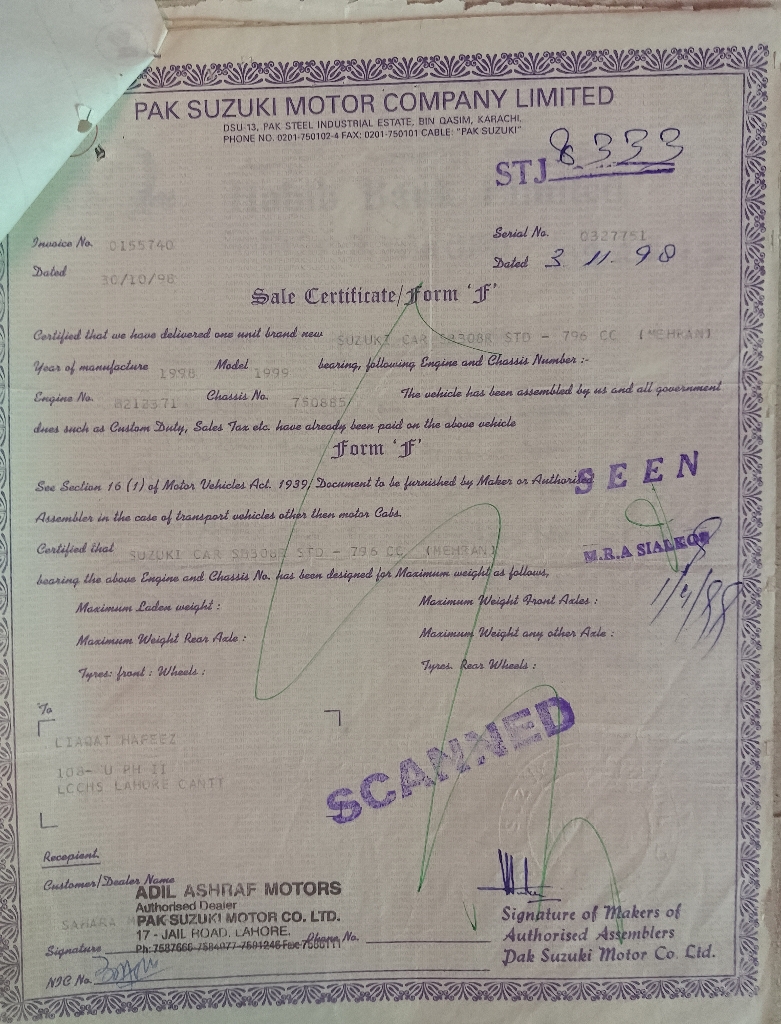 PAK SUZUKI MOTOR COMPANY LIMITED
DSU-13, PAK STEEL INDUSTRIAL ESTATE, BIN QASIM, KARACHI.
PHONE NO. 0201-750102-4 FAX: 0201-750101 CABLE: "PAK SUZUKI"
STJ 8333
Invoice No. 0155740
Serial No. 0327751
Dated 30/10/98
Dated 3 11 98
Sale Certificate/Form 'F'
Certified that we have delivered one unit brand new SUZUKI CAR SB308R STD - 796 CC (MEHRAN)
Year of manufacture 1998 Model 1999 bearing, following Engine and Chassis Number :-
Engine No. 8212371 Chassis No. 750885 The vehicle has been assembled by us and all government
dues such as Custom Duty, Sales Tax etc. have already been paid on the above vehicle
Form 'F'
See Section 16 (1) of Motor Vehicles Act. 1939/ Document to be furnished by Maker or Authorised
SEEN
Assembler in the case of transport vehicles other then motor Cabs.
Certified that SUZUKI CAR SB308R STD - 796 CC (MEHRAN)
M.R.A SIALKOT
bearing the above Engine and Chassis No. has been designed for Maximum weight as follows,
Maximum Laden weight :
Maximum Weight Front Axles :
Maximum Weight Rear Axle :
Maximum Weight any other Axle :
Tyres: front : Wheels :
Tyres. Rear Wheels :
To
LIAQAT HAFEEZ
108- U PH II
LCCHS LAHORE CANTT
SCANNED
Recepient.
Customer/Dealer Name
ADIL ASHRAF MOTORS
Authorised Dealer
SAHARA
PAK SUZUKI MOTOR CO. LTD.
17 - JAIL ROAD, LAHORE.
Signature
Phone No.
NIC No.
Signature of Makers of
Authorised Assemblers
Pak Suzuki Motor Co. Ltd.